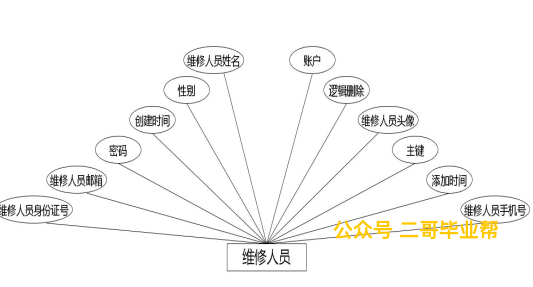 维修人员姓名
账户
性别
逻辑删除
创建时间
维修人员头像
密码
主键
维修人员邮箱
添加时间
维修人员身份证号
维修人员手机号
公众号 二哥毕业帮
维修人员